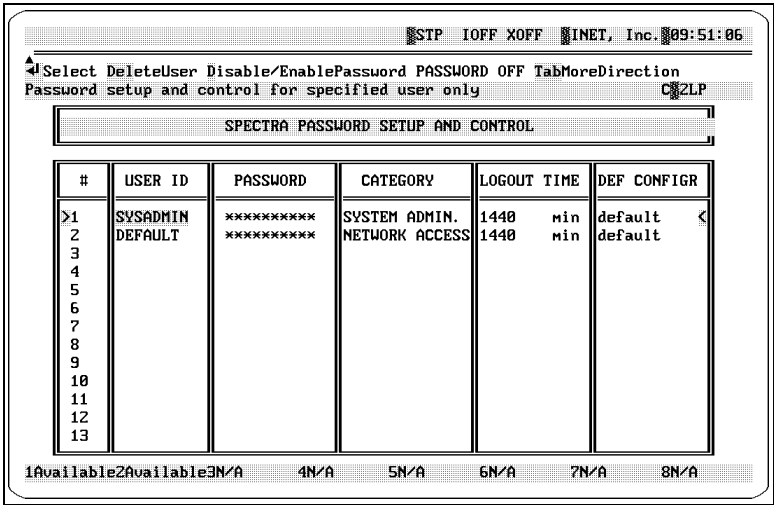 STP IOFF XOFF INET, Inc. 09:51:06
Select DeleteUser Disable/EnablePassword PASSWORD OFF TabMoreDirection
Password setup and control for specified user only C 2LP
SPECTRA PASSWORD SETUP AND CONTROL
# USER ID PASSWORD CATEGORY LOGOUT TIME DEF CONFIGR
>1 SYSADMIN ********** SYSTEM ADMIN. 1440 min default <
2 DEFAULT ********** NETWORK ACCESS 1440 min default
3
4
5
6
7
8
9
10
11
12
13
1Available2Available3N/A 4N/A 5N/A 6N/A 7N/A 8N/A